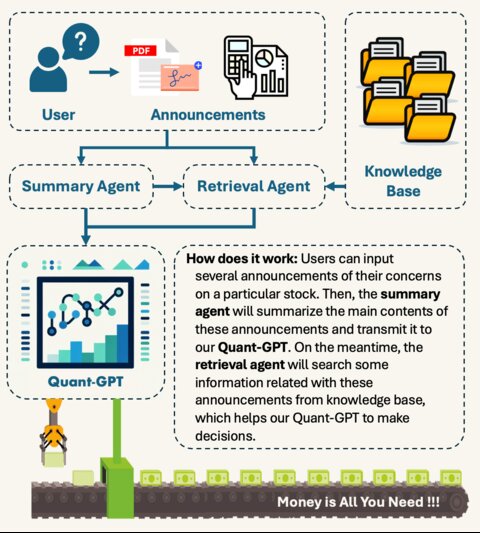 ?
PDF
User
Announcements
Knowledge
Base
Summary Agent
Retrieval Agent
Quant-GPT
How does it work: Users can input
several announcements of their concerns
on a particular stock. Then, the summary
agent will summarize the main contents of
these announcements and transmit it to
our Quant-GPT. On the meantime, the
retrieval agent will search some
information related with these
announcements from knowledge base,
which helps our Quant-GPT to make
decisions.
Money is All You Need !!!